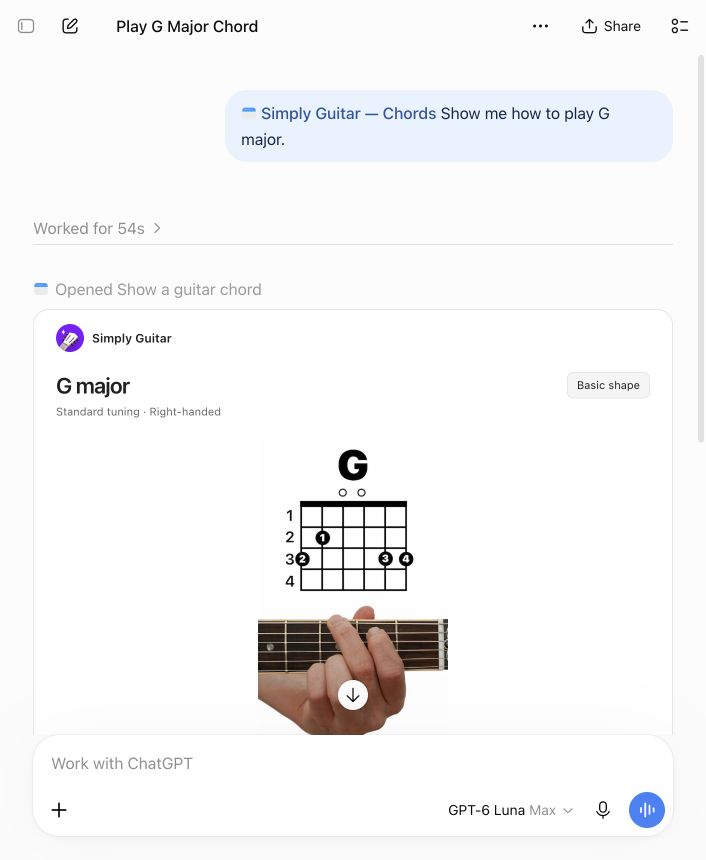 Play G Major Chord
Share
Simply Guitar — Chords Show me how to play G
major.
Worked for 54s
Opened Show a guitar chord
Simply Guitar
G major
Basic shape
Standard tuning · Right-handed
G
1
2 1
3 2 3 4
4
Work with ChatGPT
GPT-6 Luna Max